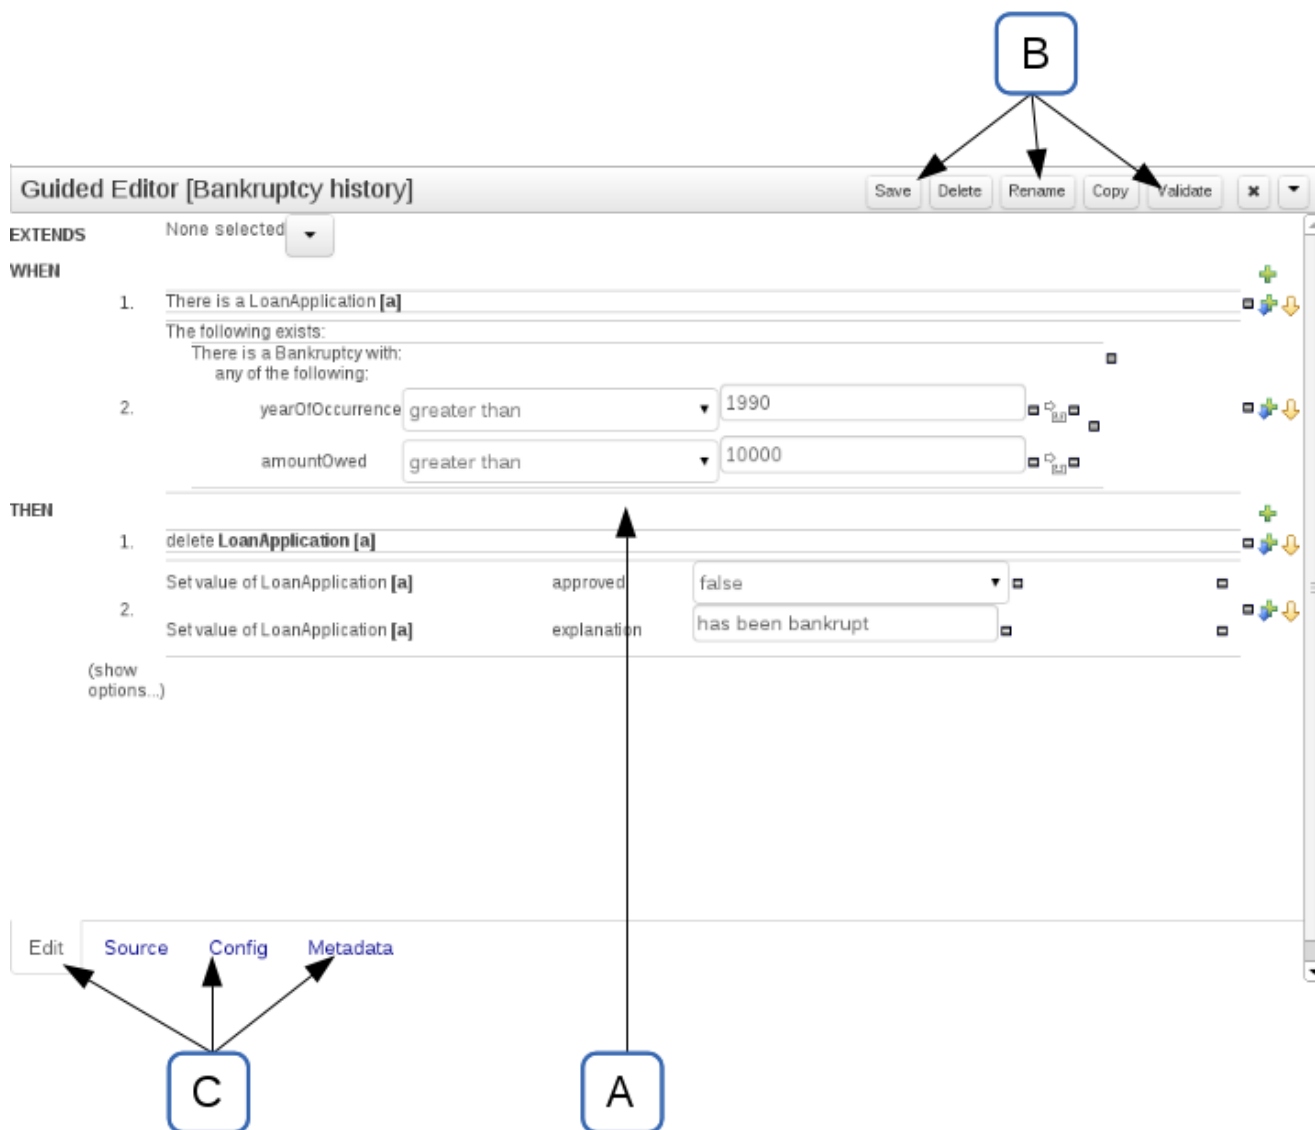 B
Guided Editor [Bankruptcy history] Save Delete Rename Copy Validate
EXTENDS None selected
WHEN
1. There is a LoanApplication [a]
The following exists:
There is a Bankruptcy with:
any of the following:
2. yearOfOccurrence greater than 1990
amountOwed greater than 10000
THEN
1. delete LoanApplication [a]
Set value of LoanApplication [a] approved false
2.
Set value of LoanApplication [a] explanation has been bankrupt
(show
options...)
Edit Source Config Metadata
C A